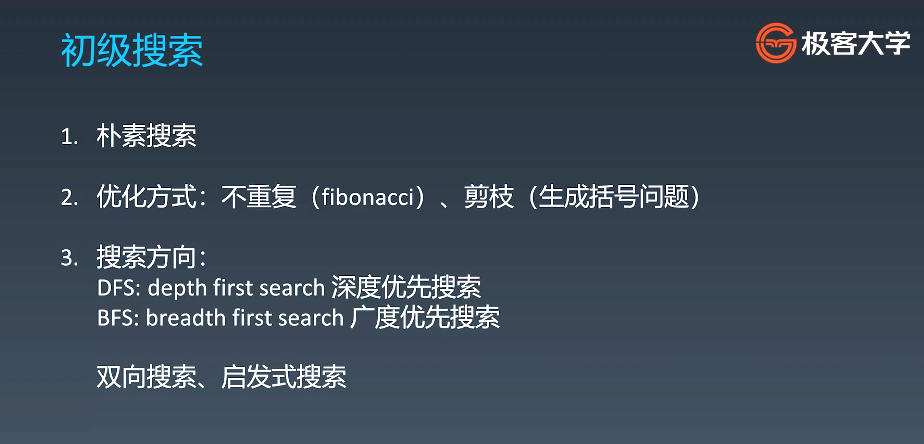 初级搜索
极客大学
1. 朴素搜索
2. 优化方式：不重复（fibonacci）、剪枝（生成括号问题）
3. 搜索方向：
DFS: depth first search 深度优先搜索
BFS: breadth first search 广度优先搜索
双向搜索、启发式搜索